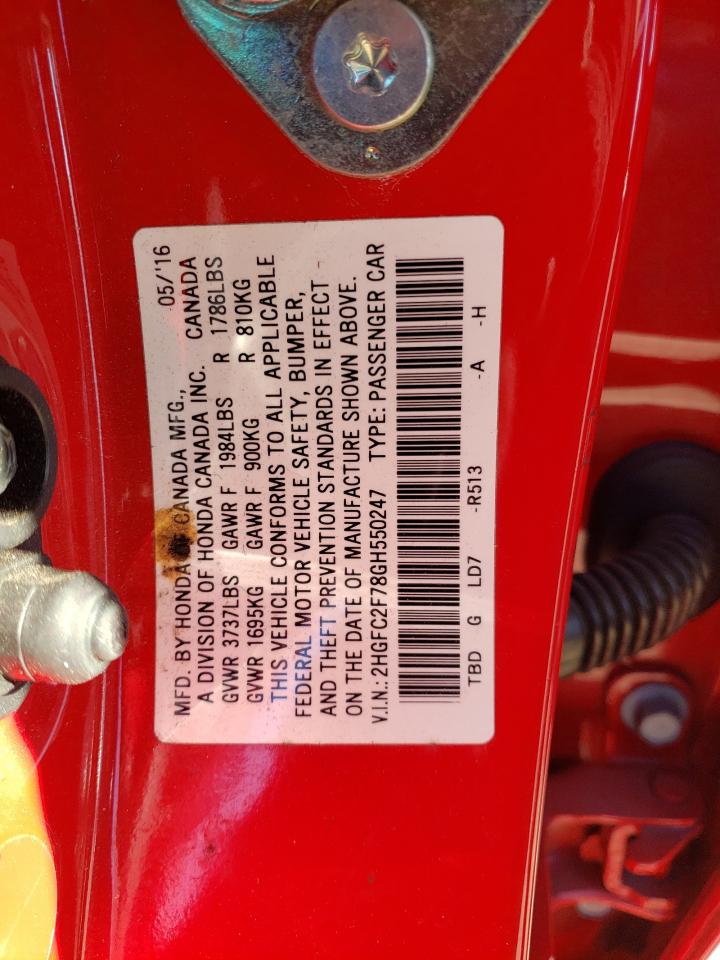 05/'16
MFD. BY HONDA CANADA MFG.,
A DIVISION OF HONDA CANADA INC. CANADA
GVWR 3737LBS GAWR F 1984LBS R 1786LBS
GVWR 1695KG GAWR F 900KG R 810KG
THIS VEHICLE CONFORMS TO ALL APPLICABLE
FEDERAL MOTOR VEHICLE SAFETY, BUMPER,
AND THEFT PREVENTION STANDARDS IN EFFECT
ON THE DATE OF MANUFACTURE SHOWN ABOVE.
V.I.N.: 2HGFC2F78GH550247 TYPE: PASSENGER CAR
TBD G LD7 -R513 -A -H